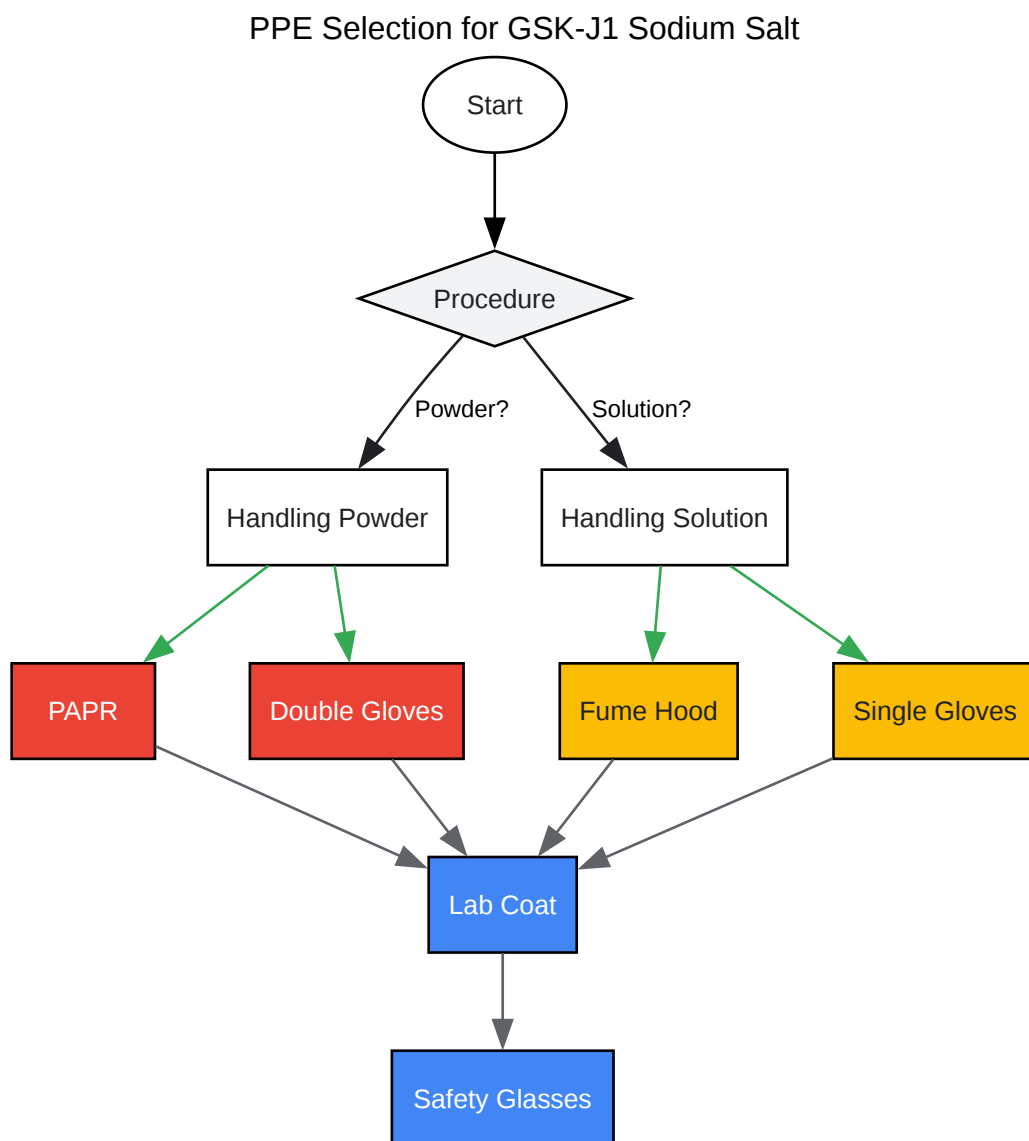 PPE Selection for GSK-J1 Sodium Salt
Start
Procedure
Powder?
Solution?
Handling Powder
Handling Solution
PAPR
Double Gloves
Fume Hood
Single Gloves
Lab Coat
Safety Glasses